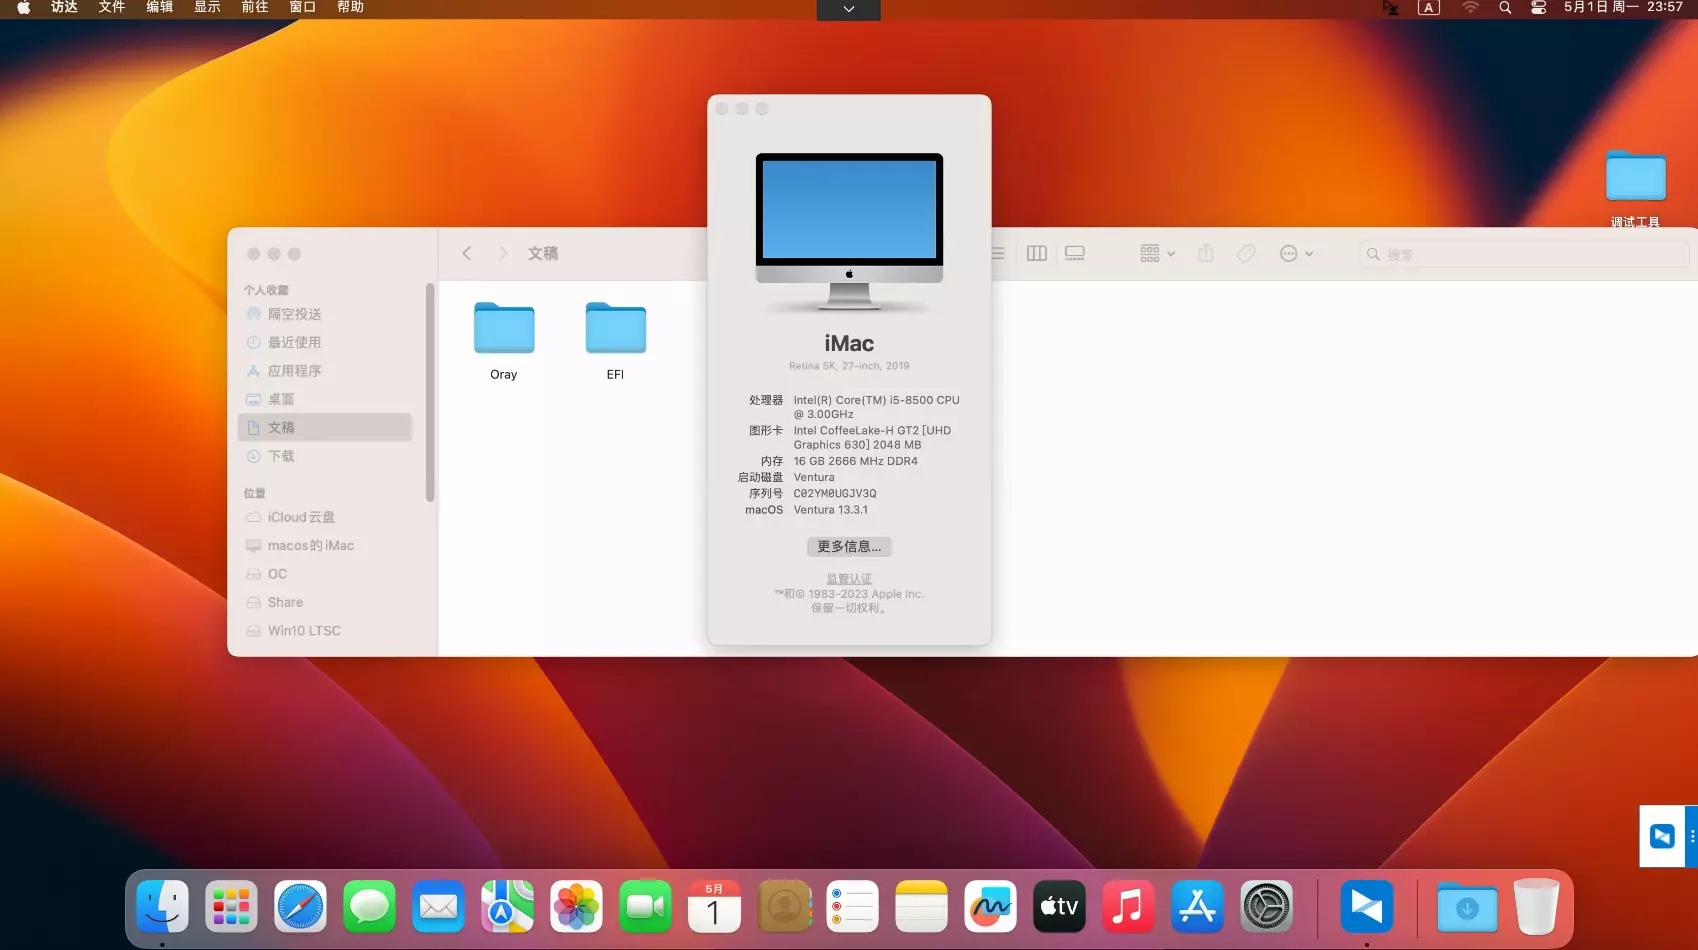 访达 文件 编辑 显示 前往 窗口 帮助 A 5月1日 周一 23:57
调试工具
文稿 搜索
个人收藏
隔空投送
最近使用
应用程序
桌面
文稿
下载
位置
iCloud云盘
macos的iMac
OC
Share
Win10 LTSC
Oray EFI
iMac
Retina 5K, 27-inch, 2019
处理器 Intel(R) Core(TM) i5-8500 CPU
@ 3.00GHz
图形卡 Intel CoffeeLake-H GT2 [UHD
Graphics 630] 2048 MB
内存 16 GB 2666 MHz DDR4
启动磁盘 Ventura
序列号 C02YM0UGJV3Q
macOS Ventura 13.3.1
更多信息...
监管认证
™和© 1983-2023 Apple Inc.
保留一切权利。
5月
1
tv